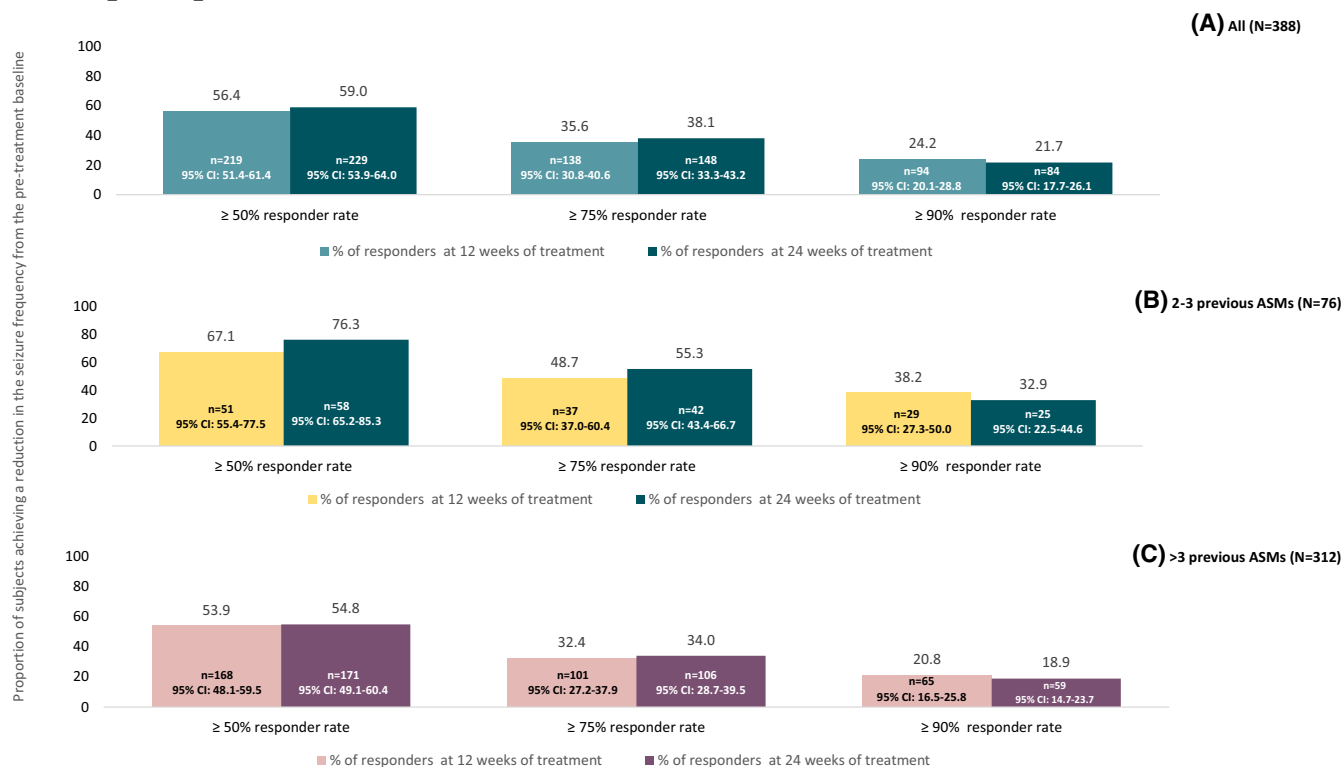 Proportion of subjects achieving a reduction in the seizure frequency from the pre-treatment baseline
(A) All (N=388)
100
80
60
40
20
0
56.4
59.0
35.6
38.1
24.2
21.7
n=219
95% CI: 51.4-61.4
n=229
95% CI: 53.9-64.0
n=138
95% CI: 30.8-40.6
n=148
95% CI: 33.3-43.2
n=94
95% CI: 20.1-28.8
n=84
95% CI: 17.7-26.1
≥ 50% responder rate
≥ 75% responder rate
≥ 90% responder rate
% of responders at 12 weeks of treatment
% of responders at 24 weeks of treatment
(B) 2-3 previous ASMs (N=76)
100
80
60
40
20
0
67.1
76.3
48.7
55.3
38.2
32.9
n=51
95% CI: 55.4-77.5
n=58
95% CI: 65.2-85.3
n=37
95% CI: 37.0-60.4
n=42
95% CI: 43.4-66.7
n=29
95% CI: 27.3-50.0
n=25
95% CI: 22.5-44.6
≥ 50% responder rate
≥ 75% responder rate
≥ 90% responder rate
% of responders at 12 weeks of treatment
% of responders at 24 weeks of treatment
(C) >3 previous ASMs (N=312)
100
80
60
40
20
0
53.9
54.8
32.4
34.0
20.8
18.9
n=168
95% CI: 48.1-59.5
n=171
95% CI: 49.1-60.4
n=101
95% CI: 27.2-37.9
n=106
95% CI: 28.7-39.5
n=65
95% CI: 16.5-25.8
n=59
95% CI: 14.7-23.7
≥ 50% responder rate
≥ 75% responder rate
≥ 90% responder rate
% of responders at 12 weeks of treatment
% of responders at 24 weeks of treatment